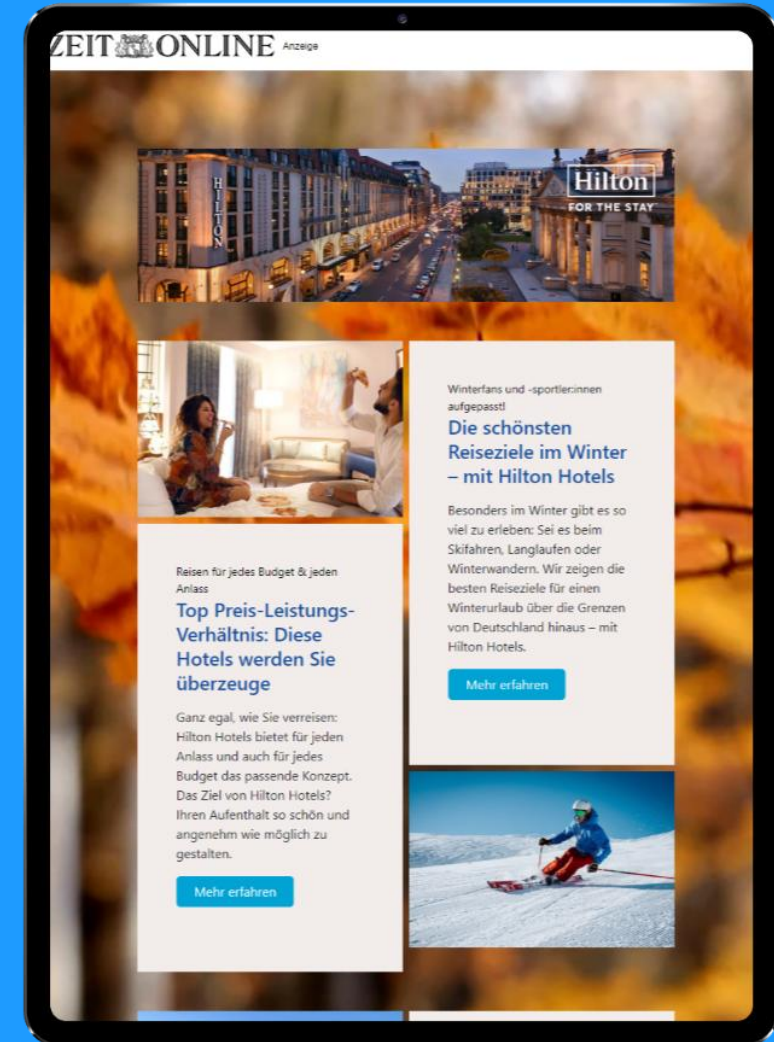 ZEIT ONLINE Anzeige
HILTON
Hilton
FOR THE STAY
Reisen für jedes Budget & jeden
Anlass
Top Preis-Leistungs-
Verhältnis: Diese
Hotels werden Sie
überzeuge
Ganz egal, wie Sie verreisen:
Hilton Hotels bietet für jeden
Anlass und auch für jedes
Budget das passende Konzept.
Das Ziel von Hilton Hotels?
Ihren Aufenthalt so schön und
angenehm wie möglich zu
gestalten.
Mehr erfahren
Winterfans und -sportler:innen
aufgepasst!
Die schönsten
Reiseziele im Winter
– mit Hilton Hotels
Besonders im Winter gibt es so
viel zu erleben: Sei es beim
Skifahren, Langlaufen oder
Winterwandern. Wir zeigen die
besten Reiseziele für einen
Winterurlaub über die Grenzen
von Deutschland hinaus – mit
Hilton Hotels.
Mehr erfahren